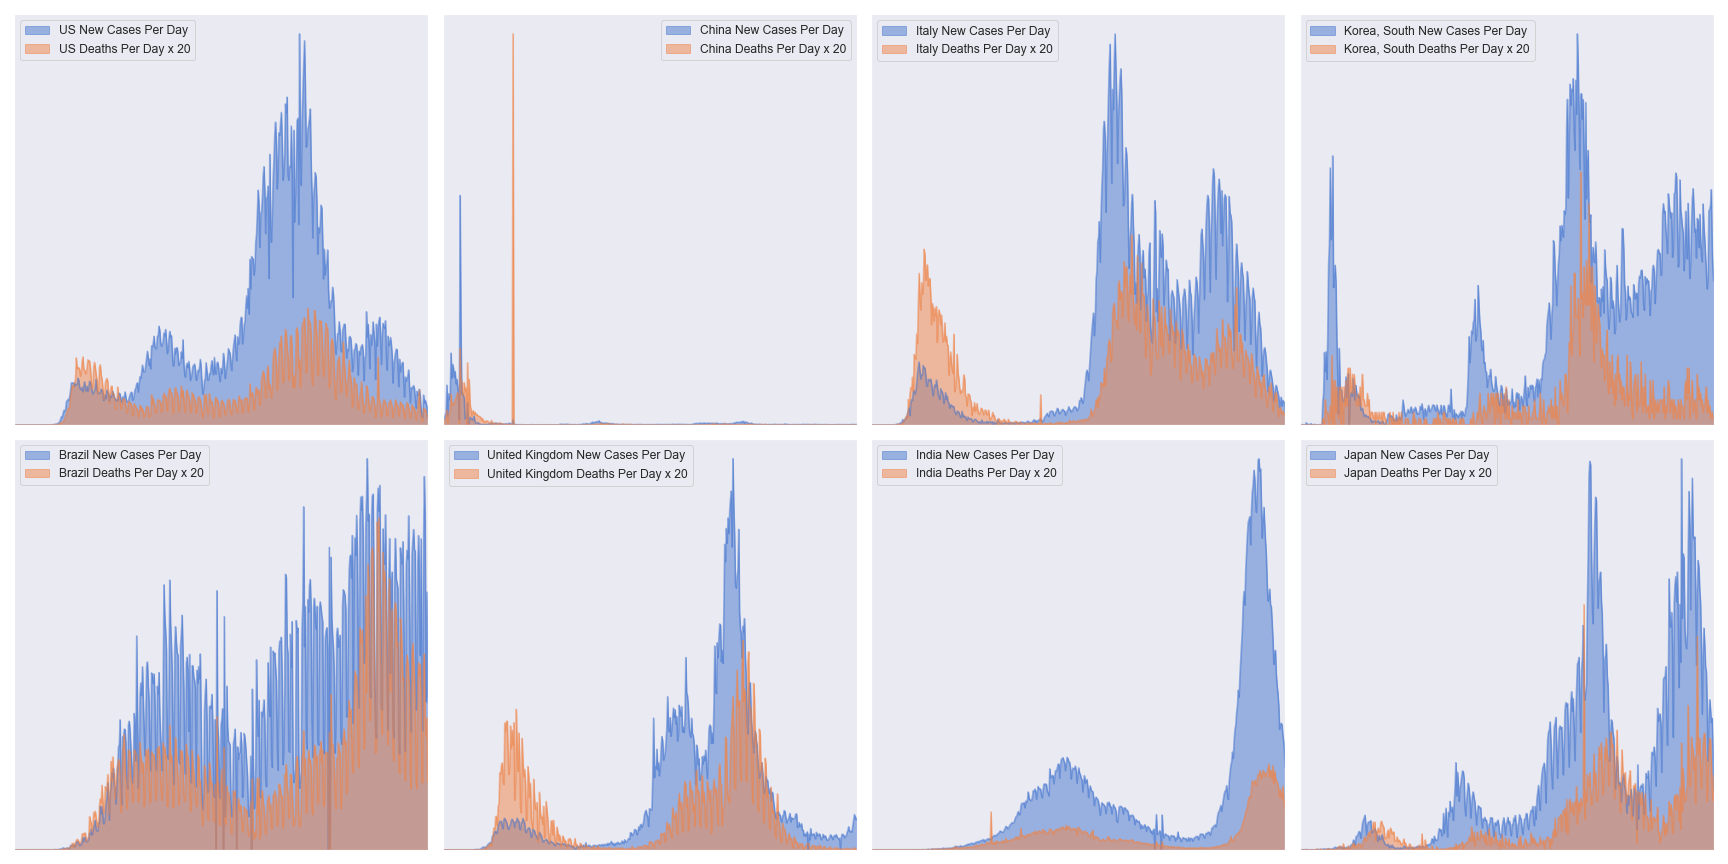 US New Cases Per Day
US Deaths Per Day x 20
China New Cases Per Day
China Deaths Per Day x 20
Italy New Cases Per Day
Italy Deaths Per Day x 20
Korea, South New Cases Per Day
Korea, South Deaths Per Day x 20
Brazil New Cases Per Day
Brazil Deaths Per Day x 20
United Kingdom New Cases Per Day
United Kingdom Deaths Per Day x 20
India New Cases Per Day
India Deaths Per Day x 20
Japan New Cases Per Day
Japan Deaths Per Day x 20